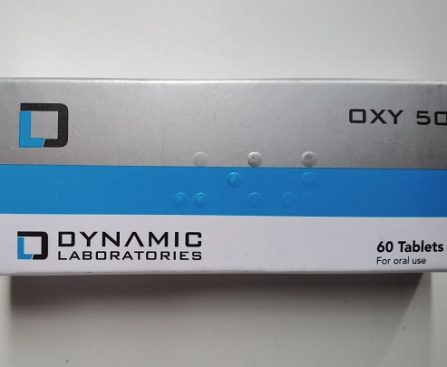 OXY 50
DYNAMIC
LABORATORIES
60 Tablets
For oral use